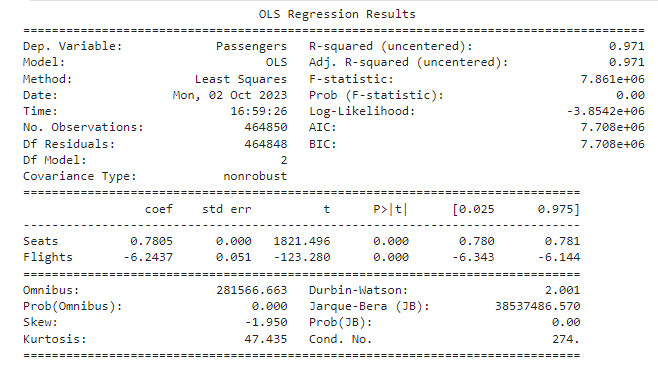 OLS Regression Results
==============================================================================
Dep. Variable: Passengers R-squared (uncentered): 0.971
Model: OLS Adj. R-squared (uncentered): 0.971
Method: Least Squares F-statistic: 7.861e+06
Date: Mon, 02 Oct 2023 Prob (F-statistic): 0.00
Time: 16:59:26 Log-Likelihood: -3.8542e+06
No. Observations: 464850 AIC: 7.708e+06
Df Residuals: 464848 BIC: 7.708e+06
Df Model: 2
Covariance Type: nonrobust
==============================================================================
coef std err t P>|t| [0.025 0.975]
------------------------------------------------------------------------------
Seats 0.7805 0.000 1821.496 0.000 0.780 0.781
Flights -6.2437 0.051 -123.280 0.000 -6.343 -6.144
==============================================================================
Omnibus: 281566.663 Durbin-Watson: 2.001
Prob(Omnibus): 0.000 Jarque-Bera (JB): 38537486.570
Skew: -1.950 Prob(JB): 0.00
Kurtosis: 47.435 Cond. No. 274.
==============================================================================